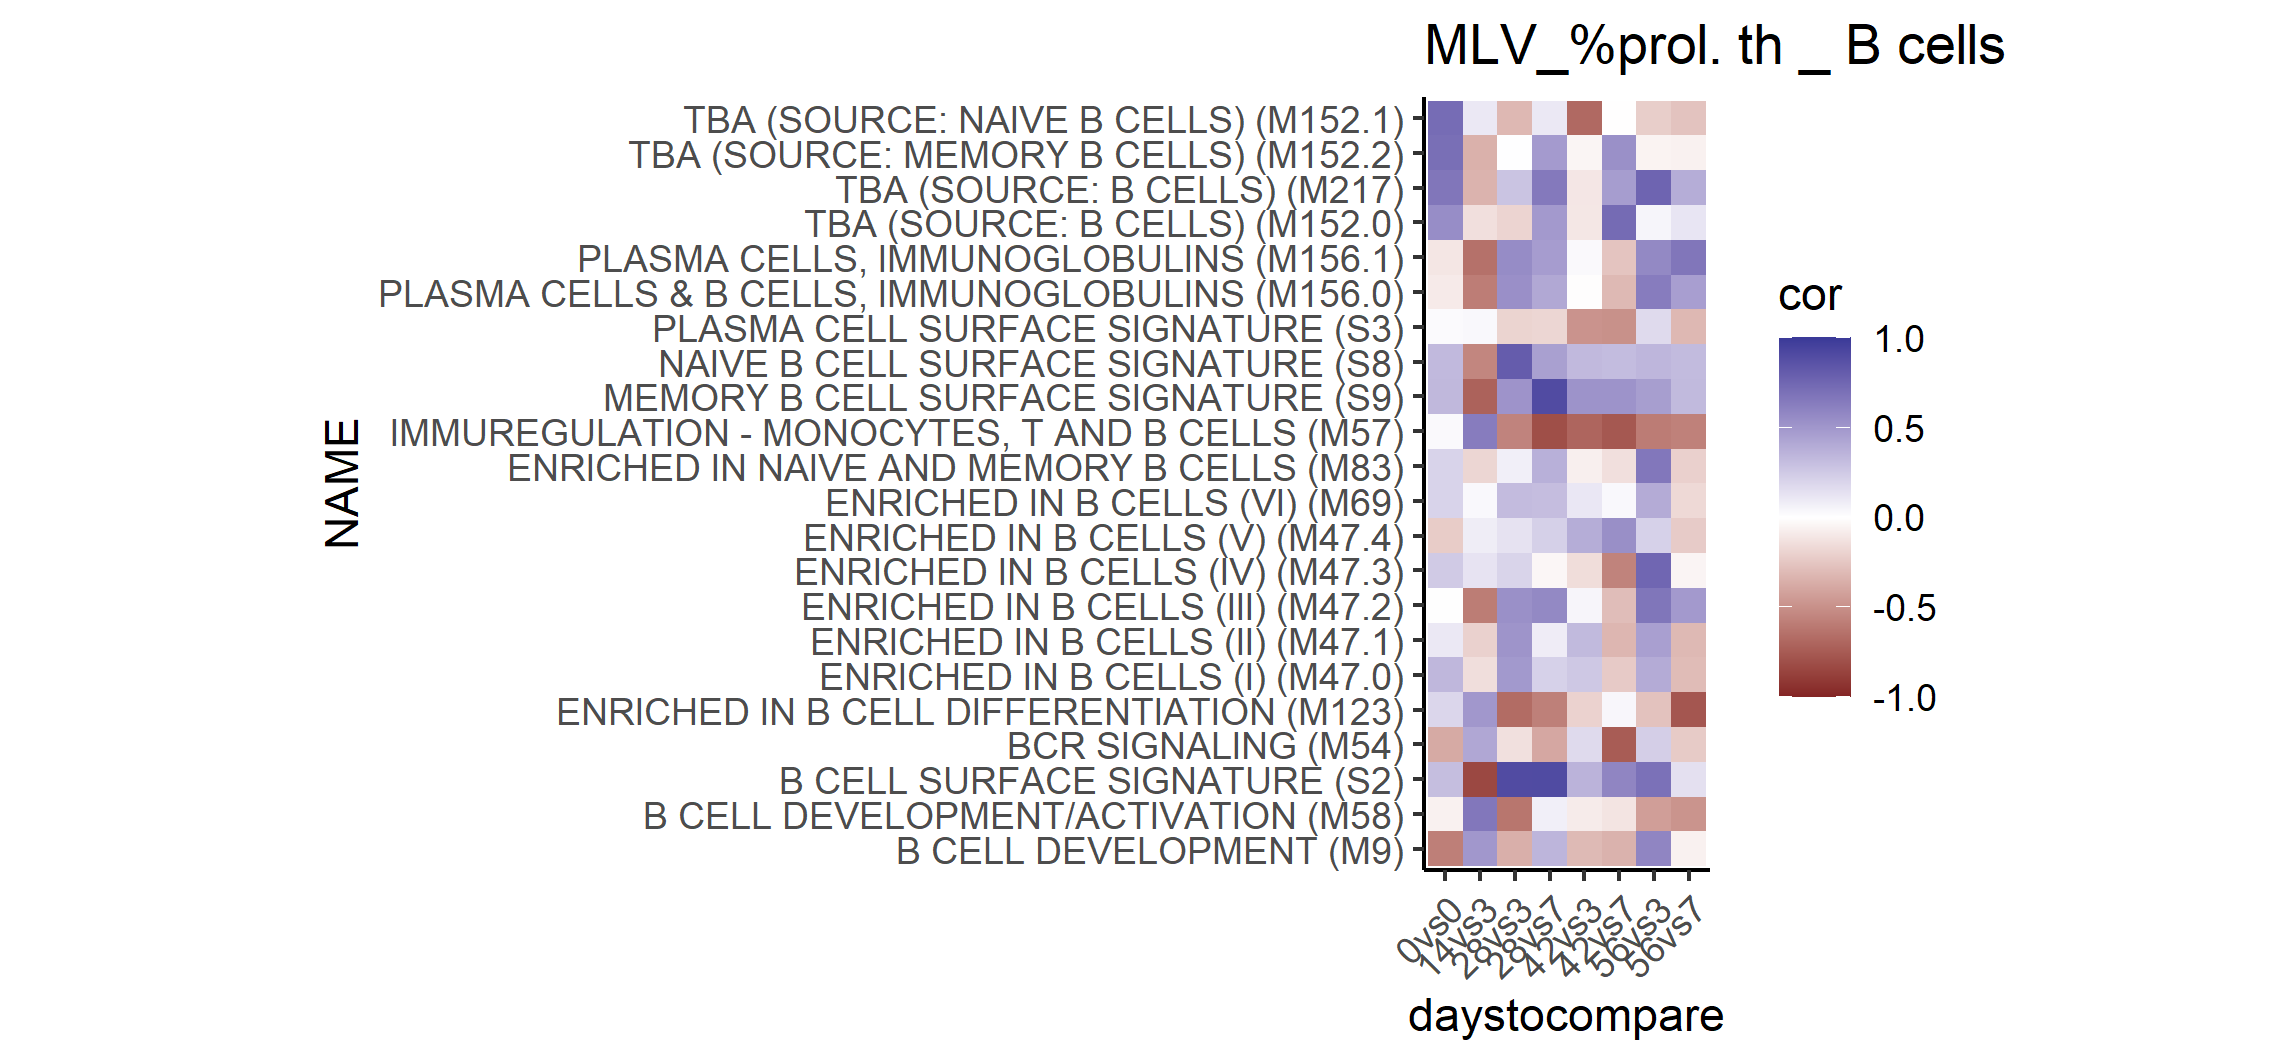 MLV_%prol. th _ B cells
TBA (SOURCE: NAIVE B CELLS) (M152.1)
TBA (SOURCE: MEMORY B CELLS) (M152.2)
TBA (SOURCE: B CELLS) (M217)
TBA (SOURCE: B CELLS) (M152.0)
PLASMA CELLS, IMMUNOGLOBULINS (M156.1)
PLASMA CELLS & B CELLS, IMMUNOGLOBULINS (M156.0)
PLASMA CELL SURFACE SIGNATURE (S3)
NAIVE B CELL SURFACE SIGNATURE (S8)
MEMORY B CELL SURFACE SIGNATURE (S9)
IMMUREGULATION - MONOCYTES, T AND B CELLS (M57)
ENRICHED IN NAIVE AND MEMORY B CELLS (M83)
ENRICHED IN B CELLS (VI) (M69)
ENRICHED IN B CELLS (V) (M47.4)
ENRICHED IN B CELLS (IV) (M47.3)
ENRICHED IN B CELLS (III) (M47.2)
ENRICHED IN B CELLS (II) (M47.1)
ENRICHED IN B CELLS (I) (M47.0)
ENRICHED IN B CELL DIFFERENTIATION (M123)
BCR SIGNALING (M54)
B CELL SURFACE SIGNATURE (S2)
B CELL DEVELOPMENT/ACTIVATION (M58)
B CELL DEVELOPMENT (M9)
NAME
0vs0
14vs3
28vs3
28vs7
42vs3
42vs7
56vs3
56vs7
daystocompare
cor
1.0
0.5
0.0
-0.5
-1.0